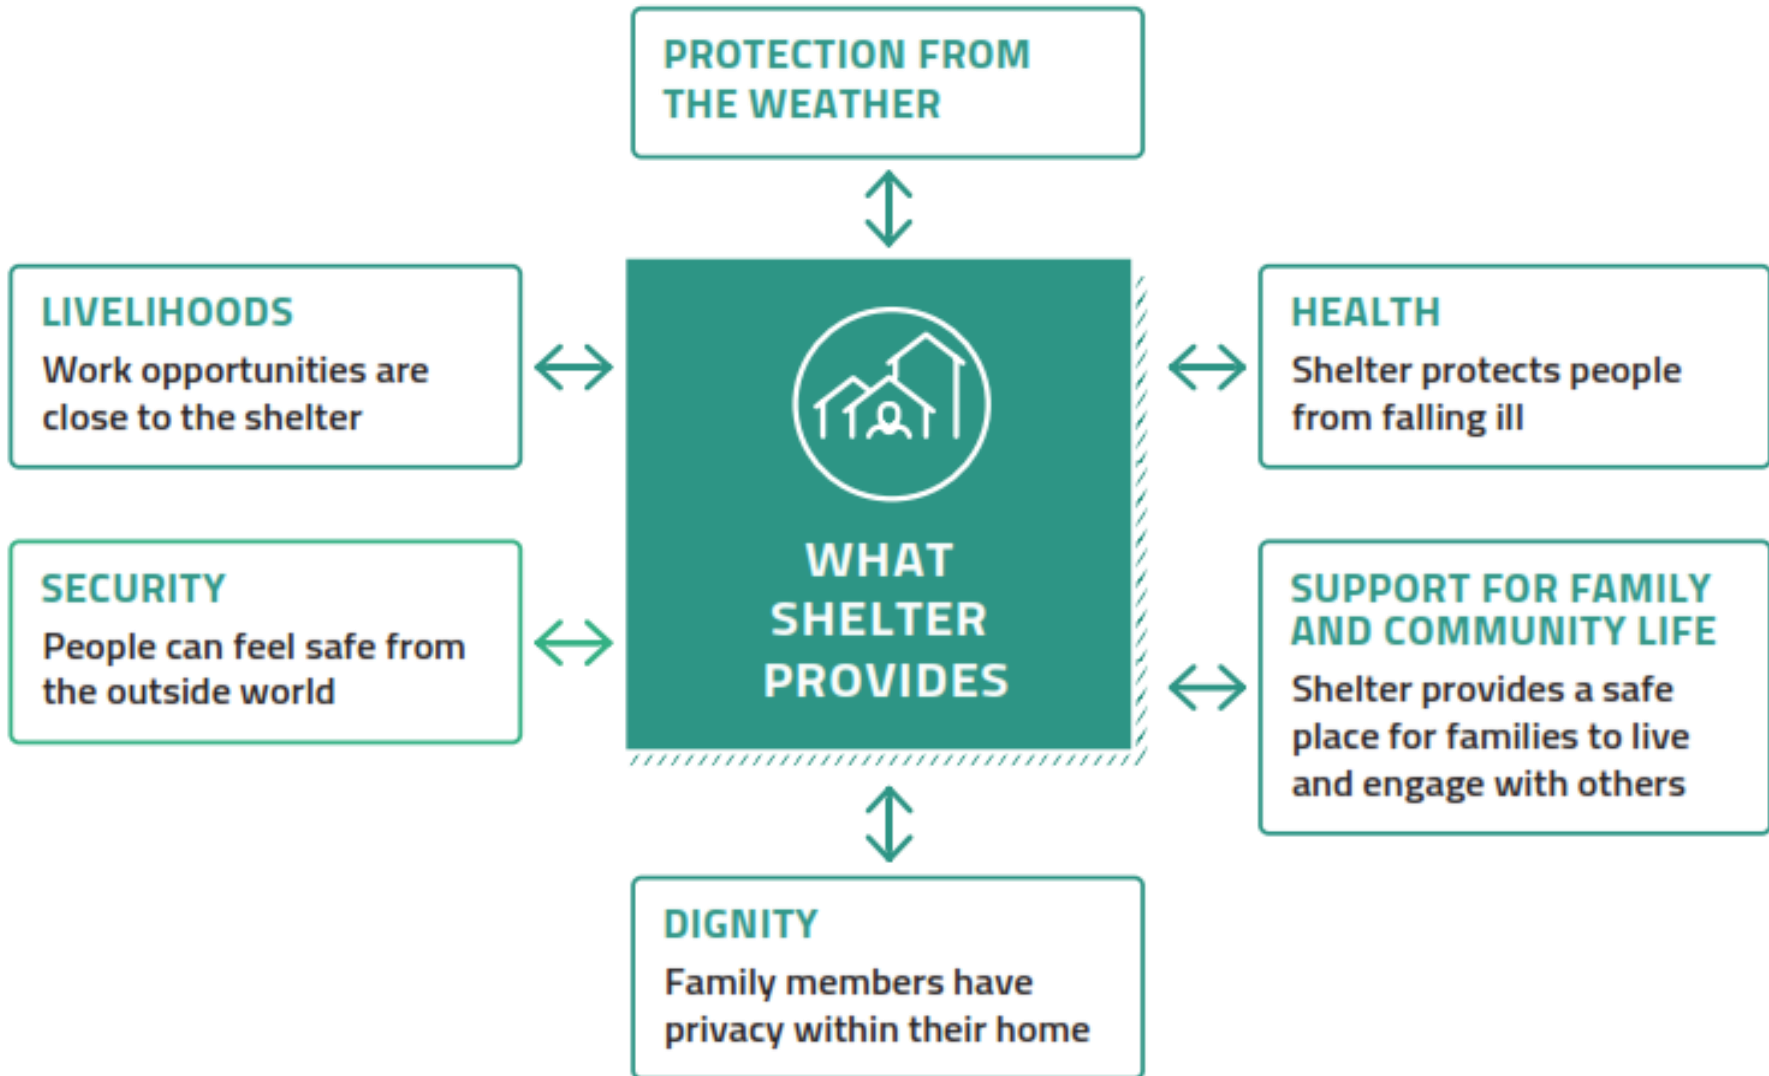 PROTECTION FROM
THE WEATHER
LIVELIHOODS
Work opportunities are
close to the shelter
HEALTH
Shelter protects people
from falling ill
WHAT
SHELTER
PROVIDES
SECURITY
People can feel safe from
the outside world
SUPPORT FOR FAMILY
AND COMMUNITY LIFE
Shelter provides a safe
place for families to live
and engage with others
DIGNITY
Family members have
privacy within their home